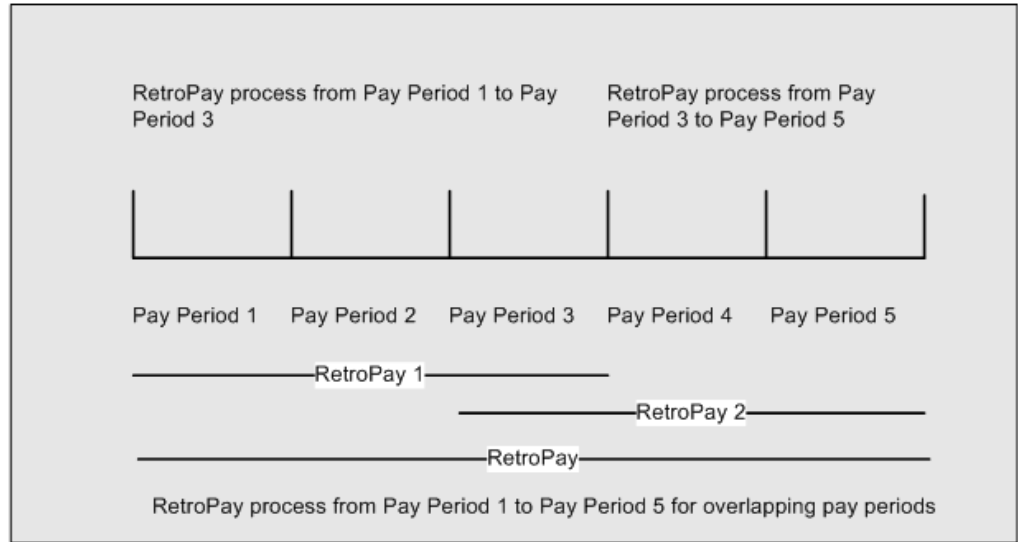 RetroPay process from Pay Period 1 to Pay
Period 3
RetroPay process from Pay
Period 3 to Pay Period 5
Pay Period 1
Pay Period 2
Pay Period 3
Pay Period 4
Pay Period 5
RetroPay 1
RetroPay 2
RetroPay
RetroPay process from Pay Period 1 to Pay Period 5 for overlapping pay periods